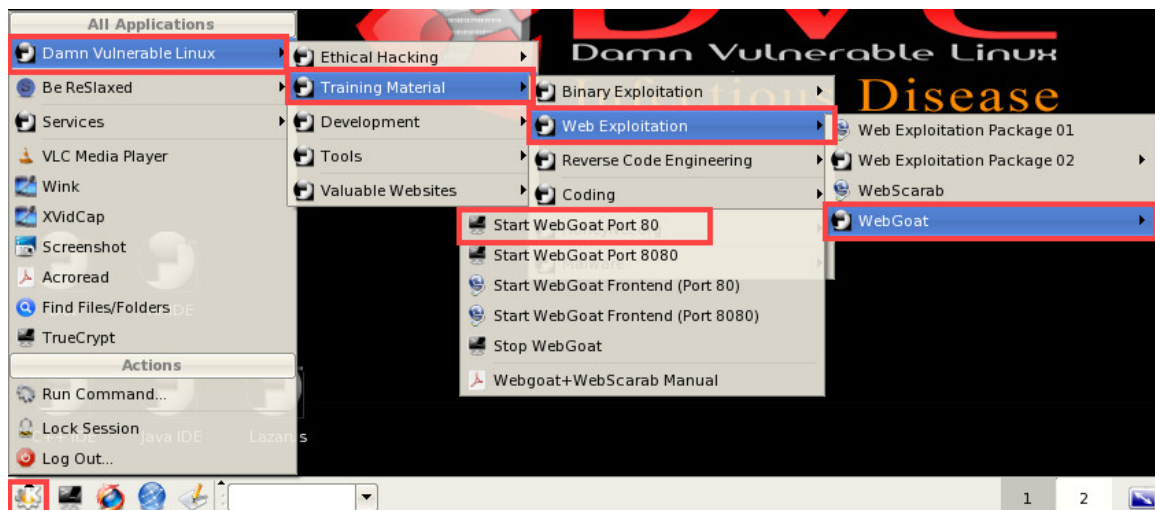 All Applications
Damn Vulnerable Linux
Be ReSlaxed
Services
VLC Media Player
Wink
XVidCap
Screenshot
Acroread
Find Files/Folders
TrueCrypt
Actions
Run Command...
Lock Session
Log Out...
Ethical Hacking
Training Material
Development
Tools
Valuable Websites
Binary Exploitation
Web Exploitation
Reverse Code Engineering
Coding
Malware
Web Exploitation Package 01
Web Exploitation Package 02
WebScarab
WebGoat
Start WebGoat Port 80
Start WebGoat Port 8080
Start WebGoat Frontend (Port 80)
Start WebGoat Frontend (Port 8080)
Stop WebGoat
Webgoat+WebScarab Manual
Damn Vulnerable Linux
Disease
C++ IDE
Java IDE
Lazarus
1
2